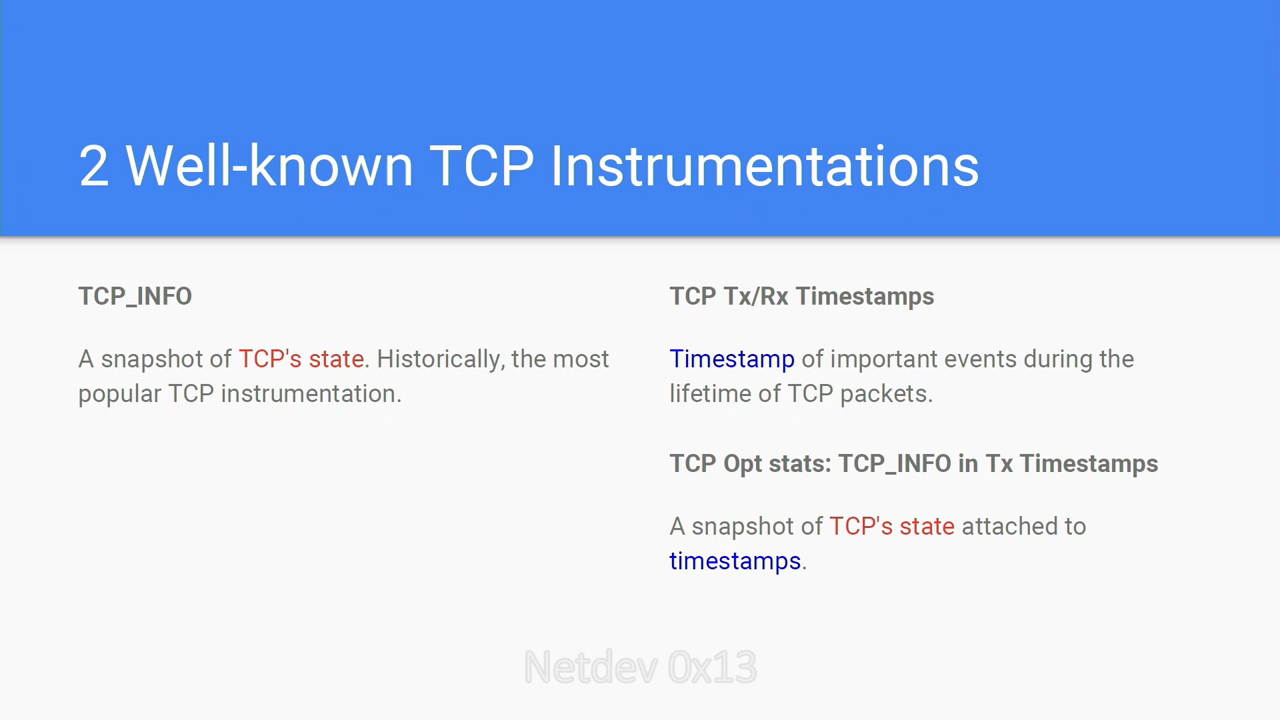 2 Well-known TCP Instrumentations
TCP_INFO
A snapshot of TCP's state. Historically, the most
popular TCP instrumentation.
TCP Tx/Rx Timestamps
Timestamp of important events during the
lifetime of TCP packets.
TCP Opt stats: TCP_INFO in Tx Timestamps
A snapshot of TCP's state attached to
timestamps.
Netdev 0x13